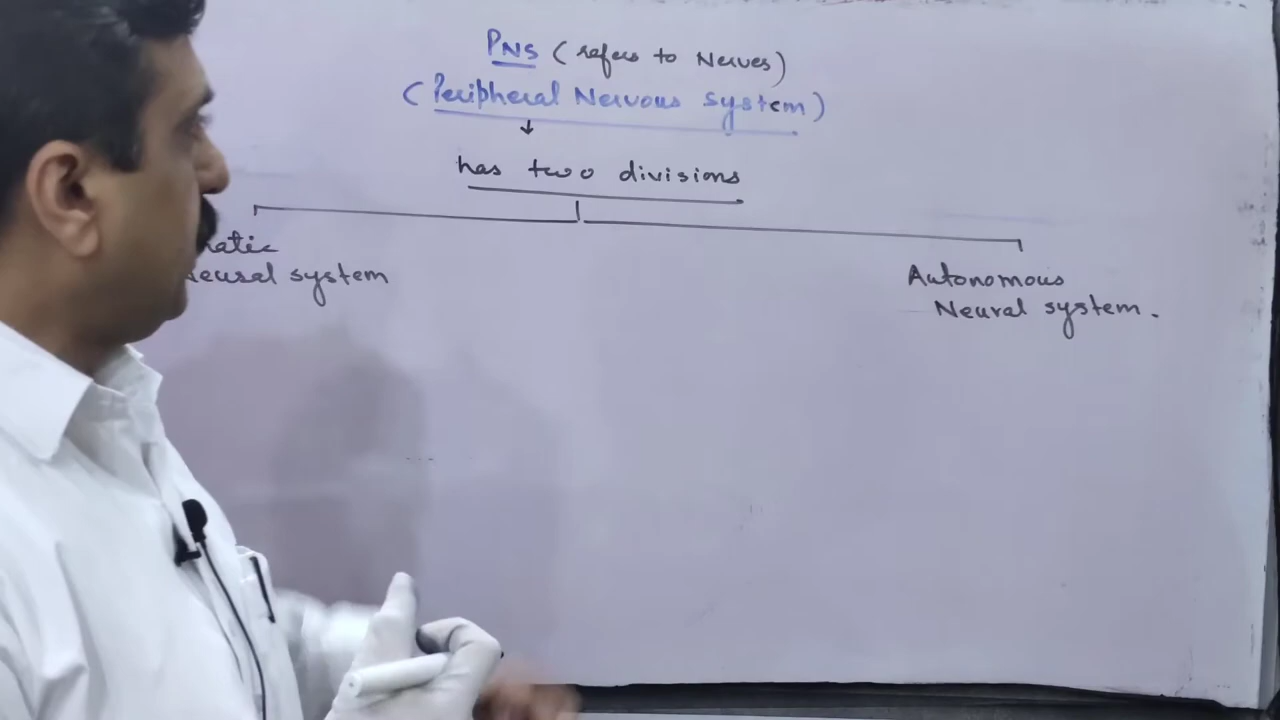 PNS (refers to Nerves)
(Peripheral Nervous system)
has two divisions
Neural system
Autonomous
Neural system.